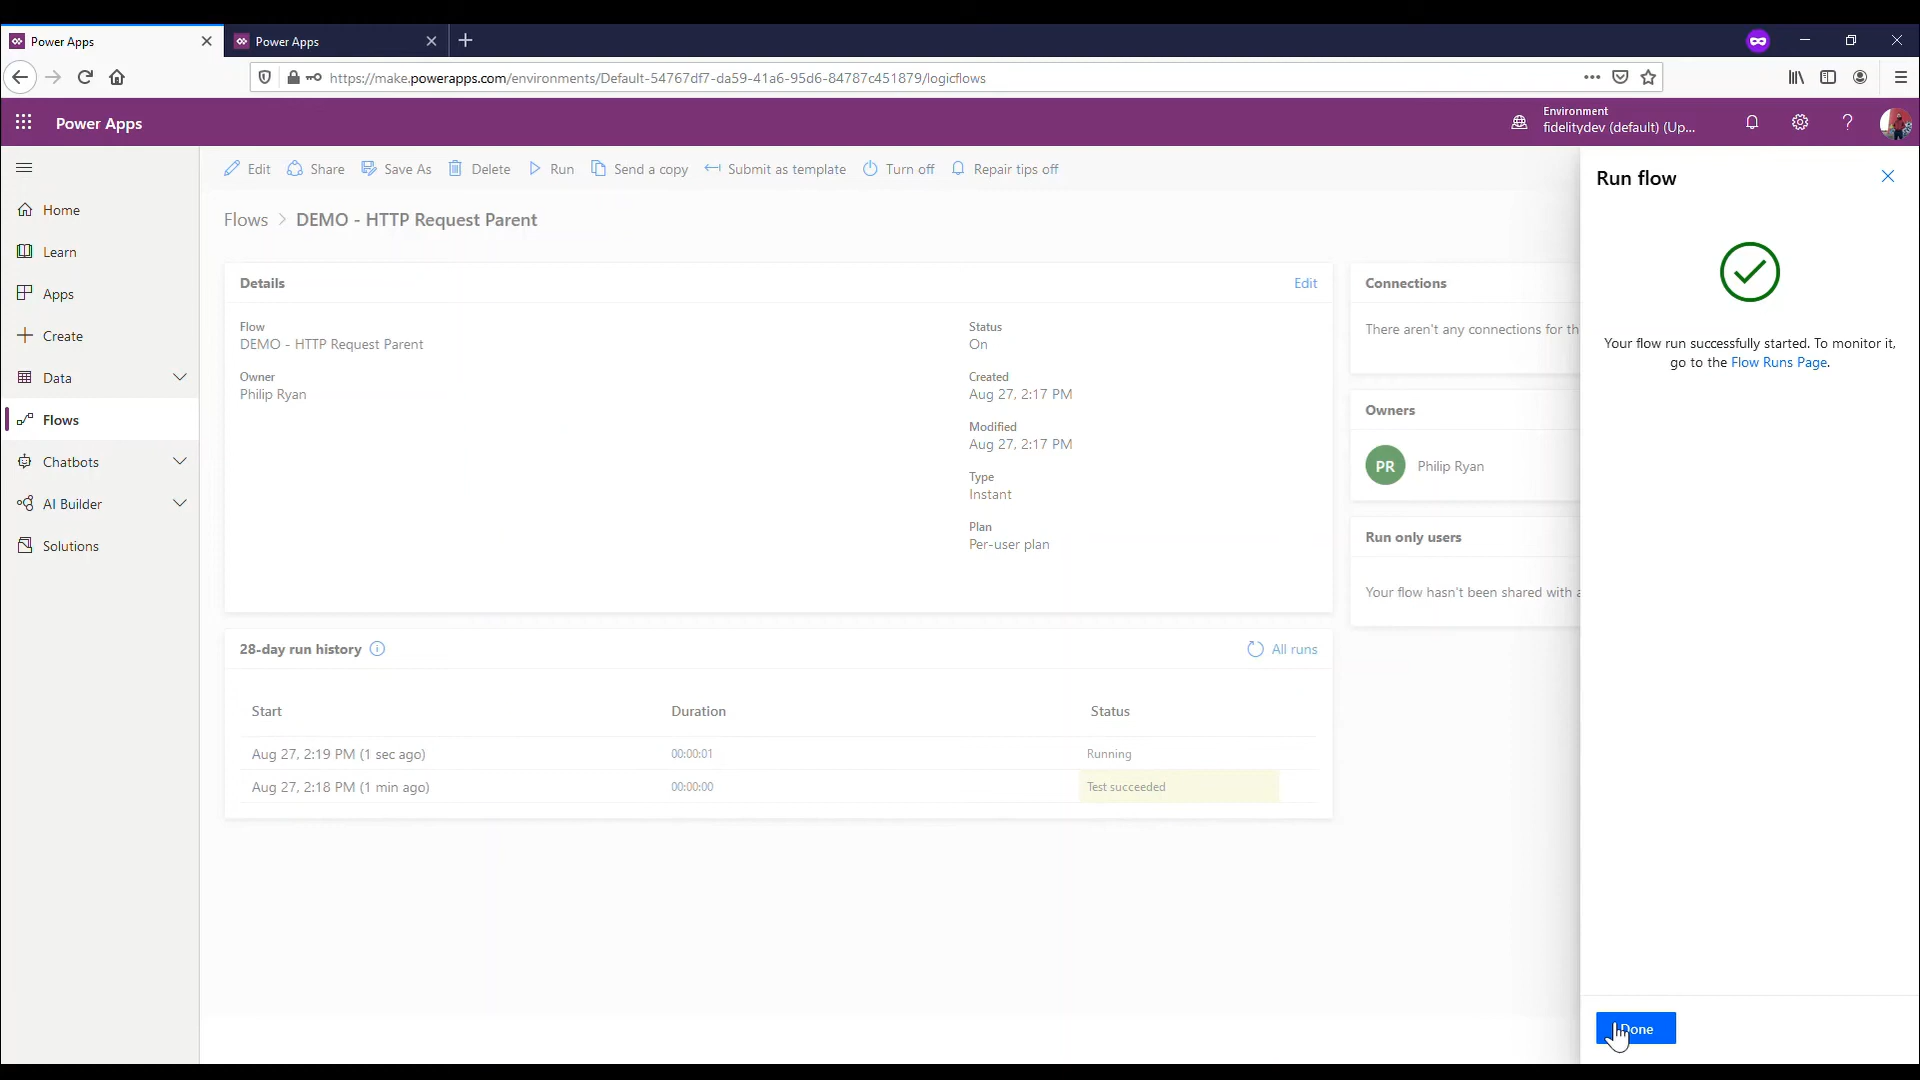 Power Apps
Power Apps
https://make.powerapps.com/environments/Default-54767df7-da59-41a6-95d6-84787c451879/logicflows
Power Apps
Environment
fidelitydev (default) (Up...
Edit
Share
Save As
Delete
Run
Send a copy
Submit as template
Turn off
Repair tips off
Home
Learn
Apps
Create
Data
Flows
Chatbots
AI Builder
Solutions
Flows > DEMO - HTTP Request Parent
Details
Edit
Flow
DEMO - HTTP Request Parent
Owner
Philip Ryan
Status
On
Created
Aug 27, 2:17 PM
Modified
Aug 27, 2:17 PM
Type
Instant
Plan
Per-user plan
28-day run history
All runs
Start Duration Status
Aug 27, 2:19 PM (1 sec ago) 00:00:01 Running
Aug 27, 2:18 PM (1 min ago) 00:00:00 Test succeeded
Connections
There aren't any connections for th
Owners
PR Philip Ryan
Run only users
Your flow hasn't been shared with a
Run flow
Your flow run successfully started. To monitor it,
go to the Flow Runs Page.
Done